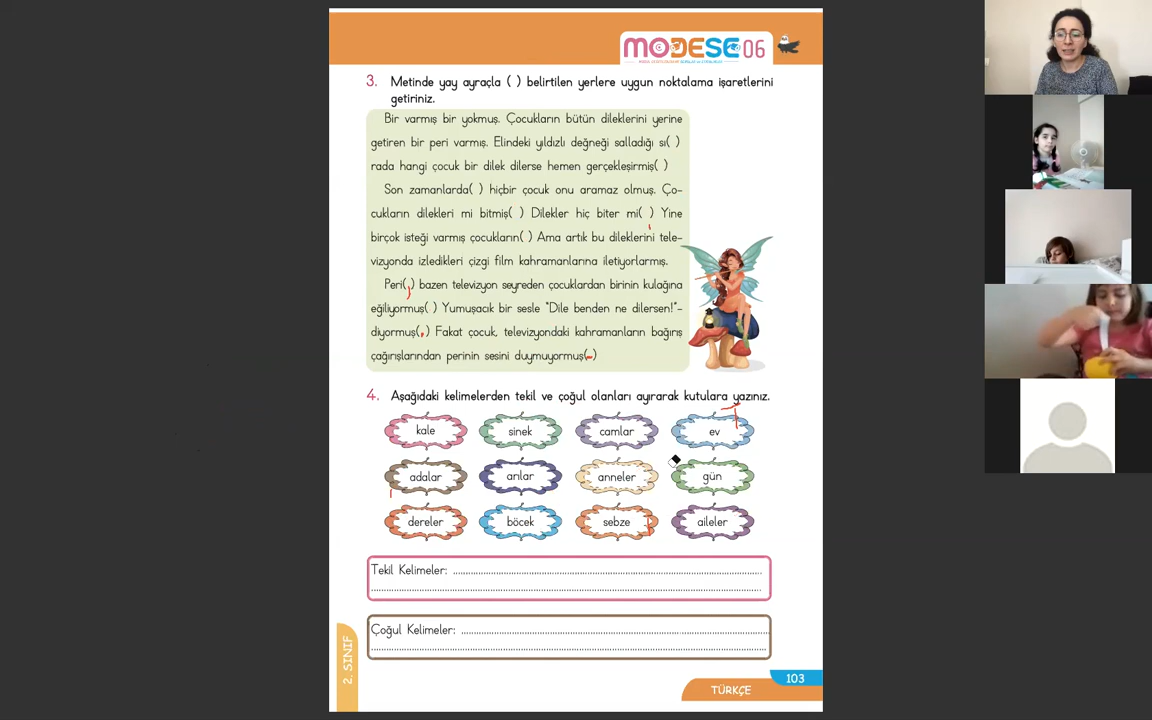 MODESE 06
3. Metinde yay ayraçla ( ) belirtilen yerlere uygun noktalama işaretlerini
getiriniz.
Bir varmış bir yokmuş. Çocukların bütün dileklerini yerine
getiren bir peri varmış. Elindeki yıldızlı değneği salladığı sı( )
rada hangi çocuk bir dilek dilerse hemen gerçekleşirmiş( )
Son zamanlarda( ) hiçbir çocuk onu aramaz olmuş. Ço-
cukların dilekleri mi bitmiş( ) Dilekler hiç biter mi( ) Yine
birçok isteği varmış çocukların( ) Ama artık bu dileklerini tele-
vizyonda izledikleri çizgi film kahramanlarına iletiyorlarmış.
Peri(,) bazen televizyon seyreden çocuklardan birinin kulağına
eğiliyormuş( ) Yumuşacık bir sesle "Dile benden ne dilersen!"-
diyormuş(.) Fakat çocuk, televizyondaki kahramanların bağırış
çağırışlarından perinin sesini duymuyormuş(-)
4. Aşağıdaki kelimelerden tekil ve çoğul olanları ayırarak kutulara yazınız.
kale sinek camlar ev
adalar arılar anneler gün
dereler böcek sebze aileler
Tekil Kelimeler:
Çoğul Kelimeler:
2. SINIF
103
TÜRKÇE